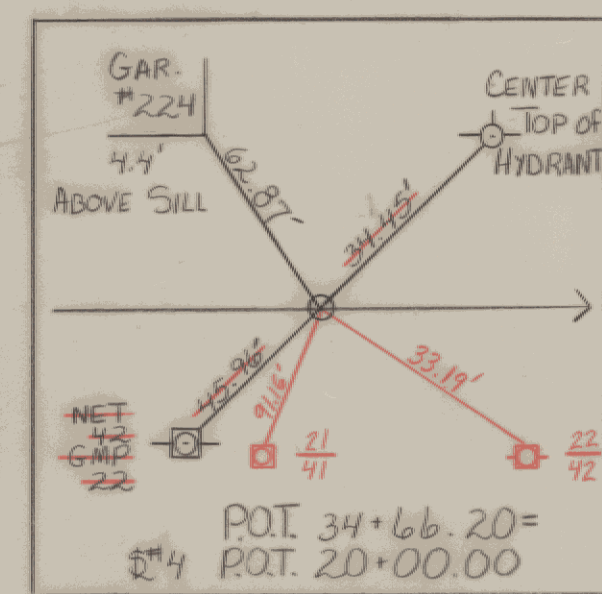 GAR.
#224
4.4'
ABOVE SILL
62.87'
CENTER
TOP of
HYDRANT
34.45'
45.96'
91.16'
33.19'
NET
42
GMP
22
21
41
22
42
P.O.T. 34+66.20=
#4 P.O.T. 20+00.00